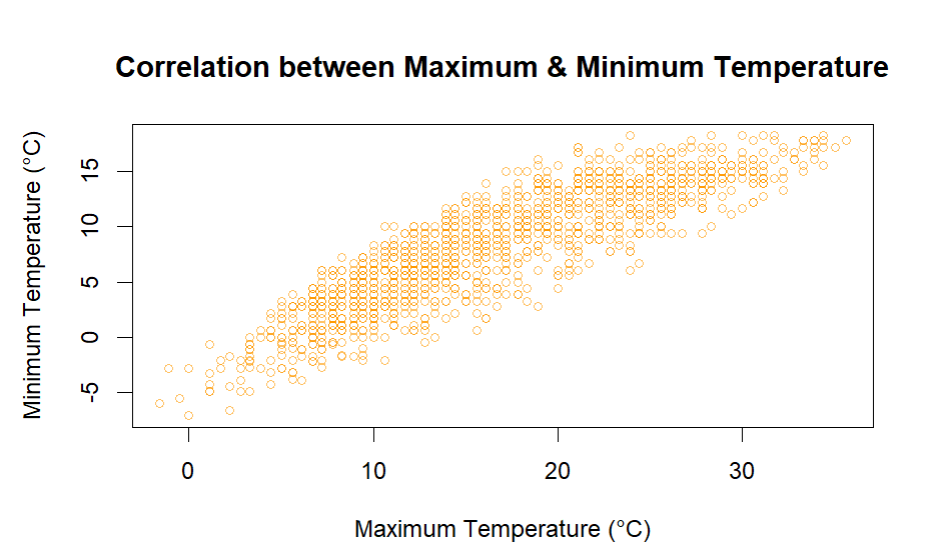 Correlation between Maximum & Minimum Temperature
Minimum Temperature (°C)
15
10
5
0
-5
0 10 20 30
Maximum Temperature (°C)